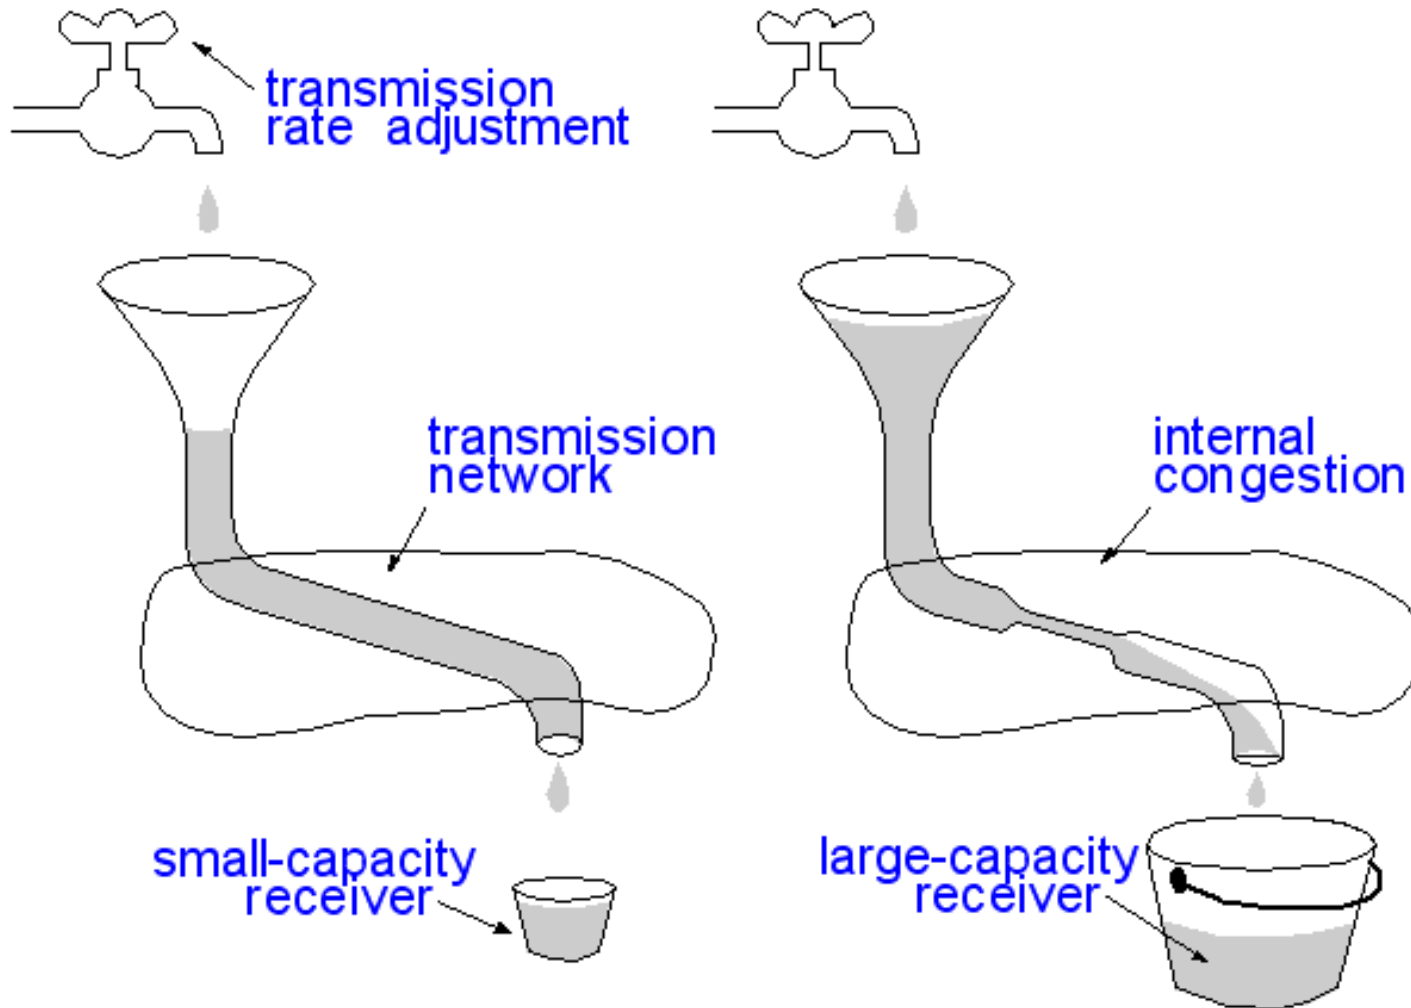 transmission
rate adjustment
transmission
network
internal
congestion
small-capacity
receiver
large-capacity
receiver